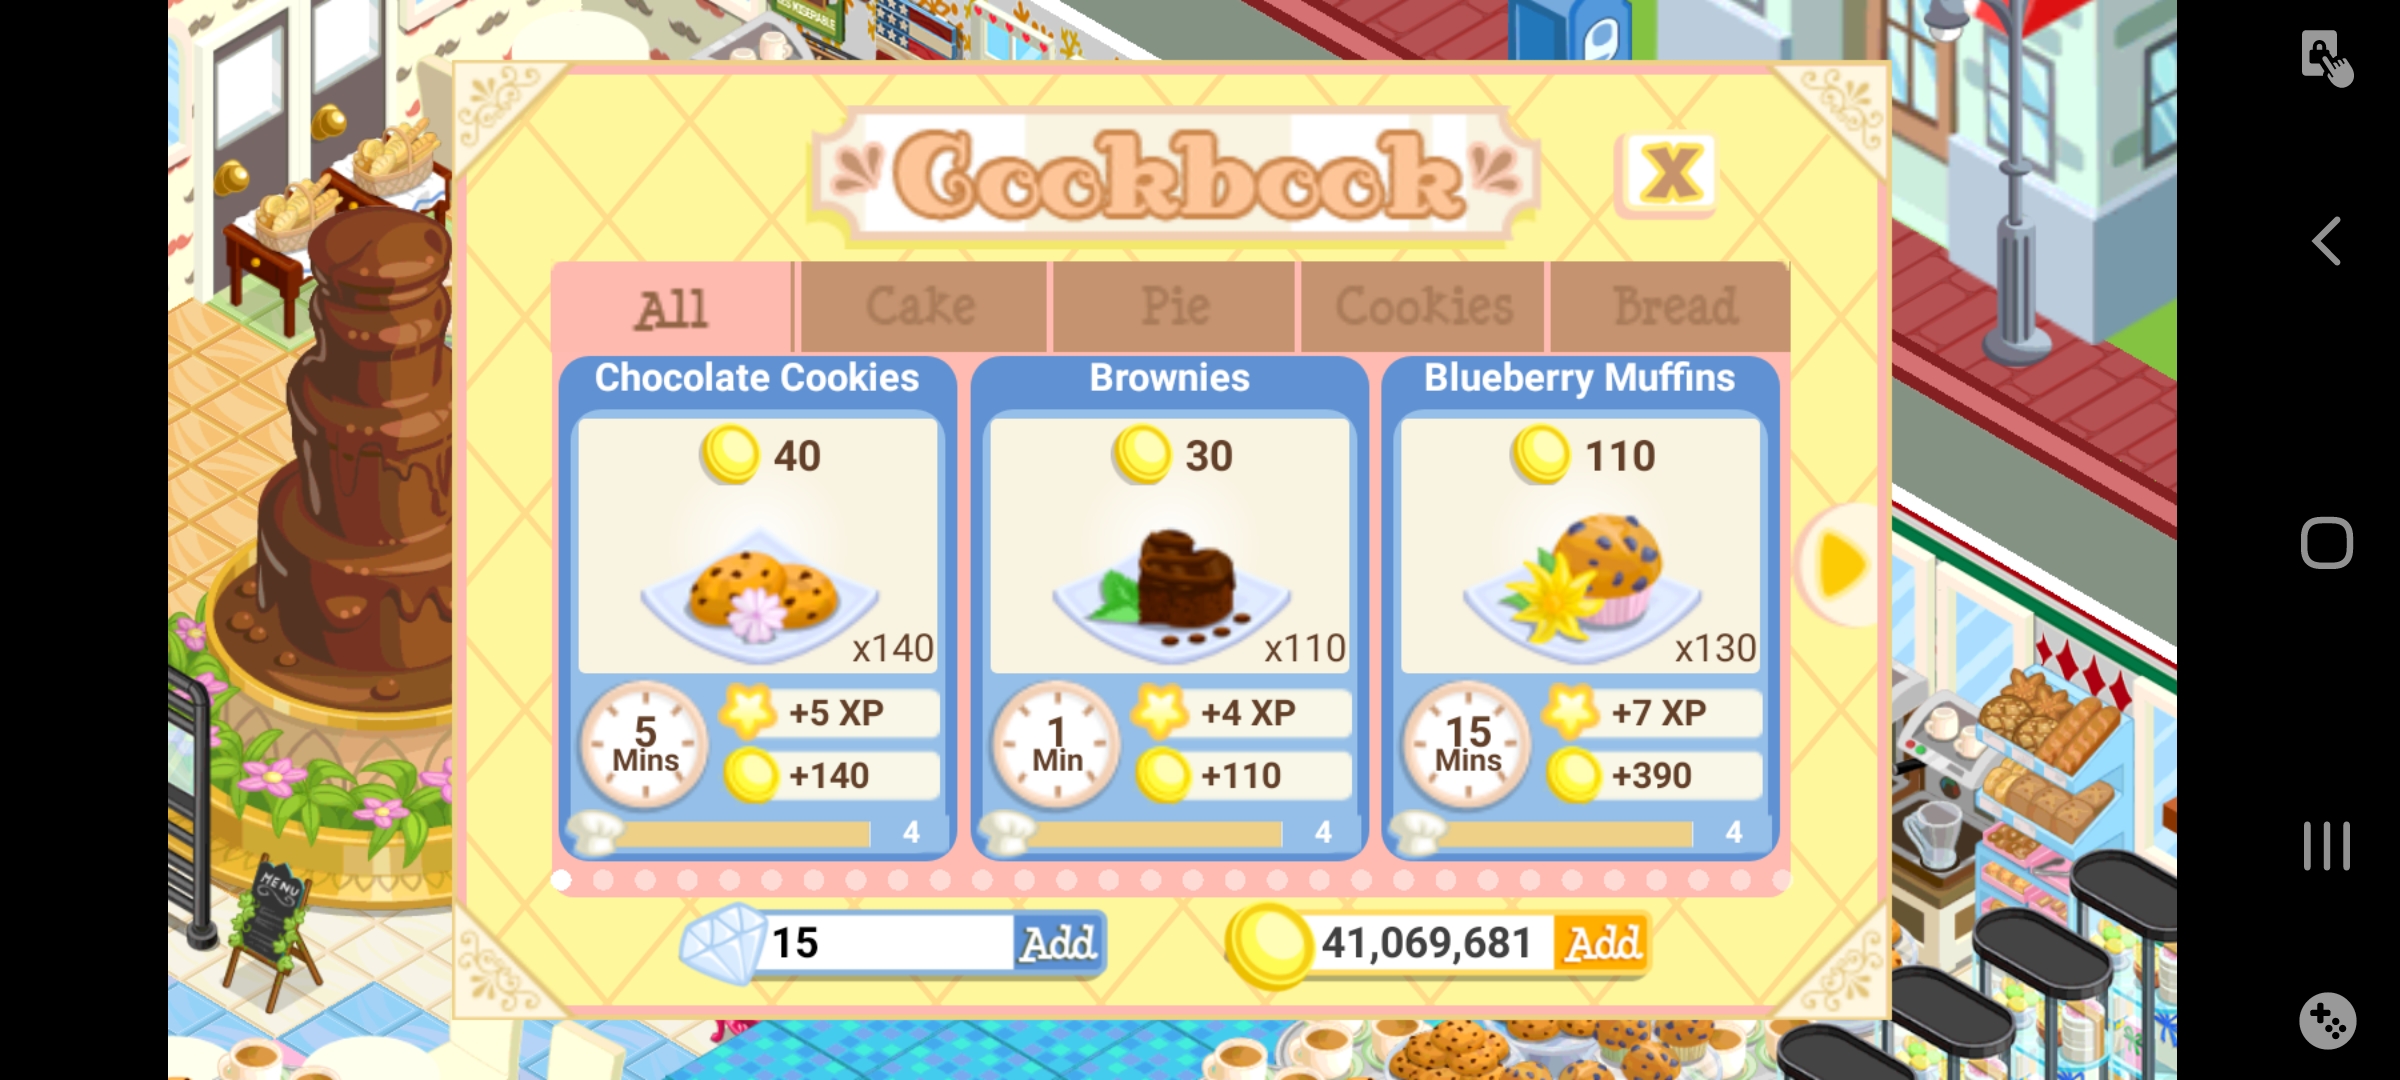 Cookbook
X
All
Cake
Pie
Cookies
Bread
Chocolate Cookies
40
x140
5
Mins
+5 XP
+140
4
Brownies
30
x110
1
Min
+4 XP
+110
4
Blueberry Muffins
110
x130
15
Mins
+7 XP
+390
4
15
Add
41,069,681
Add
MENU